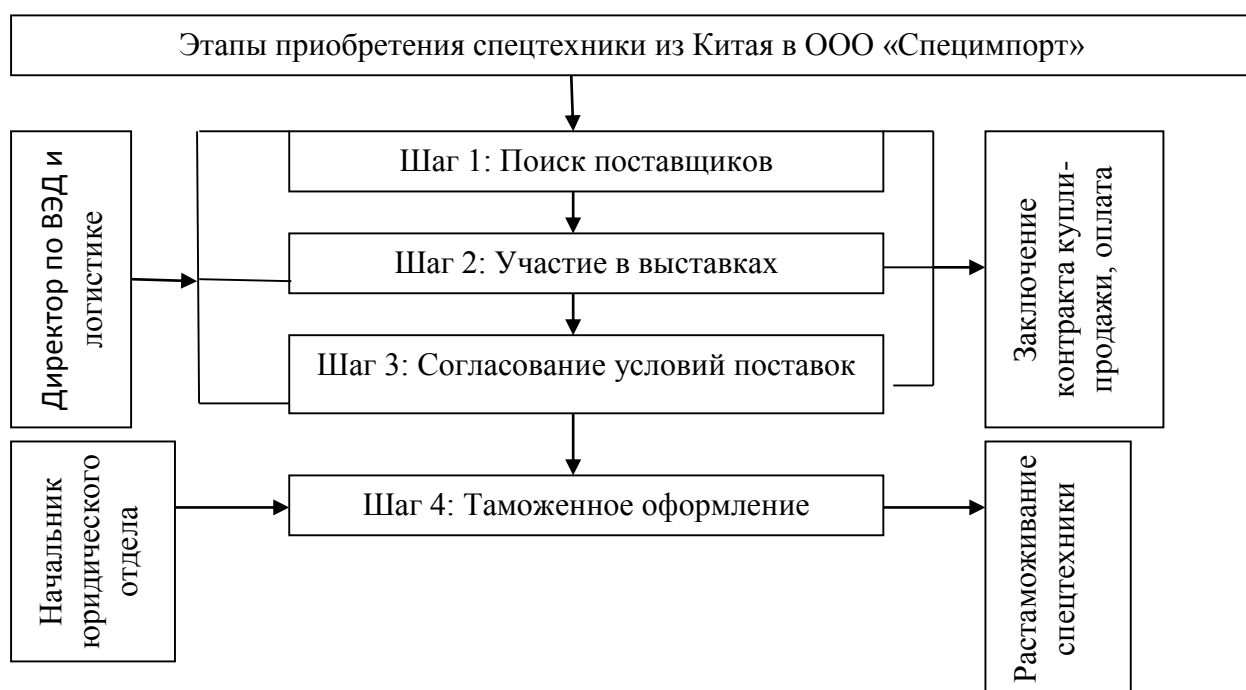 Этапы приобретения спецтехники из Китая в ООО «Специмпорт»
Директор по ВЭД и
логистике
Шаг 1: Поиск поставщиков
Шаг 2: Участие в выставках
Шаг 3: Согласование условий поставок
Заключение
контракта купли-
продажи, оплата
Начальник
юридического
отдела
Шаг 4: Таможенное оформление
Растаможивание
спецтехники